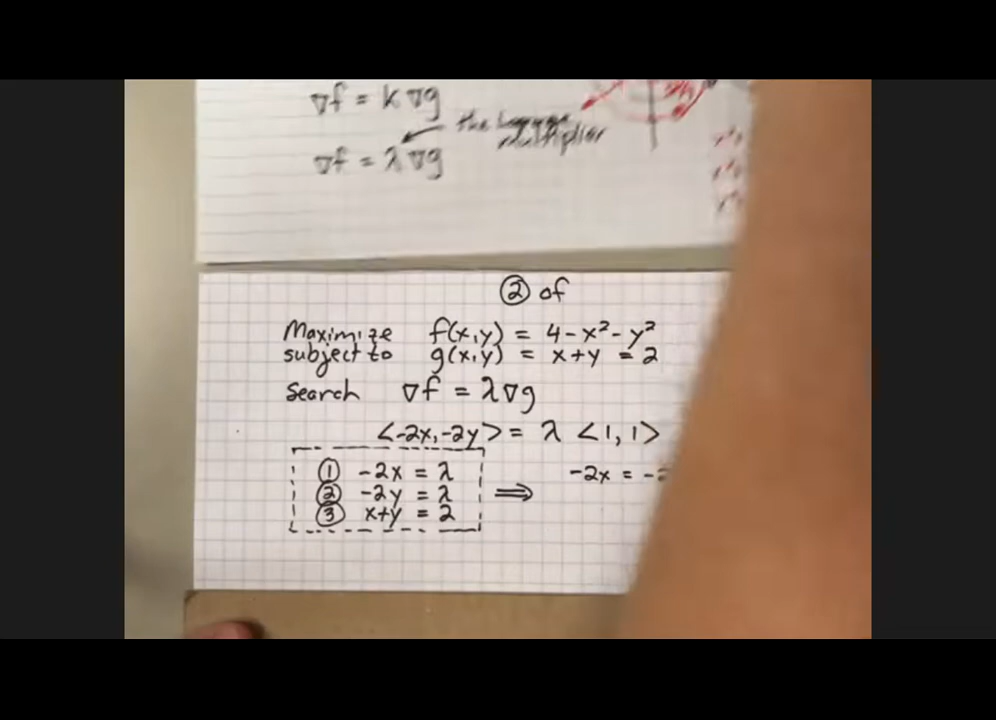 ∇f = k ∇g
the
multiplier
∇f = λ ∇g
② of
Maximize f(x,y) = 4 - x² - y²
subject to g(x,y) = x+y = 2
Search ∇f = λ∇g
<-2x, -2y> = λ <1, 1>
① -2x = λ
② -2y = λ ⟹
③ x+y = 2
-2x = -2